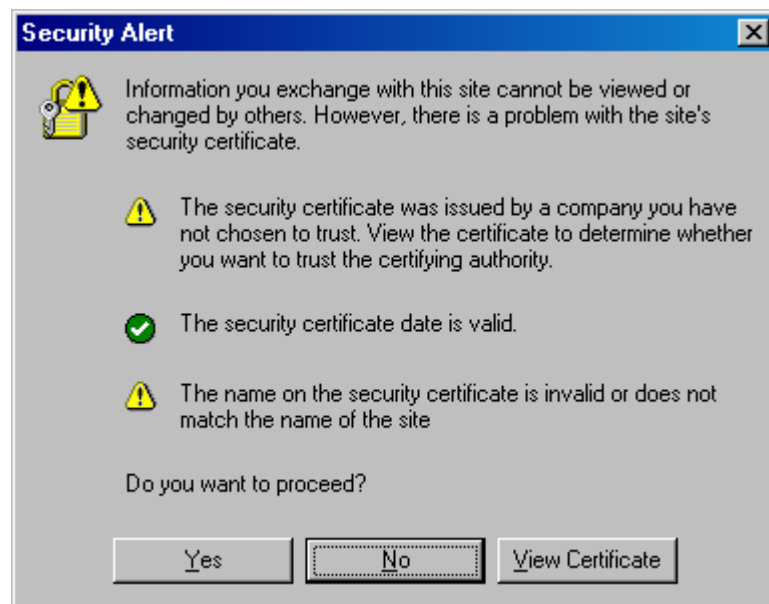 Security Alert
Information you exchange with this site cannot be viewed or
changed by others. However, there is a problem with the site's
security certificate.
The security certificate was issued by a company you have
not chosen to trust. View the certificate to determine whether
you want to trust the certifying authority.
The security certificate date is valid.
The name on the security certificate is invalid or does not
match the name of the site
Do you want to proceed?
Yes No View Certificate